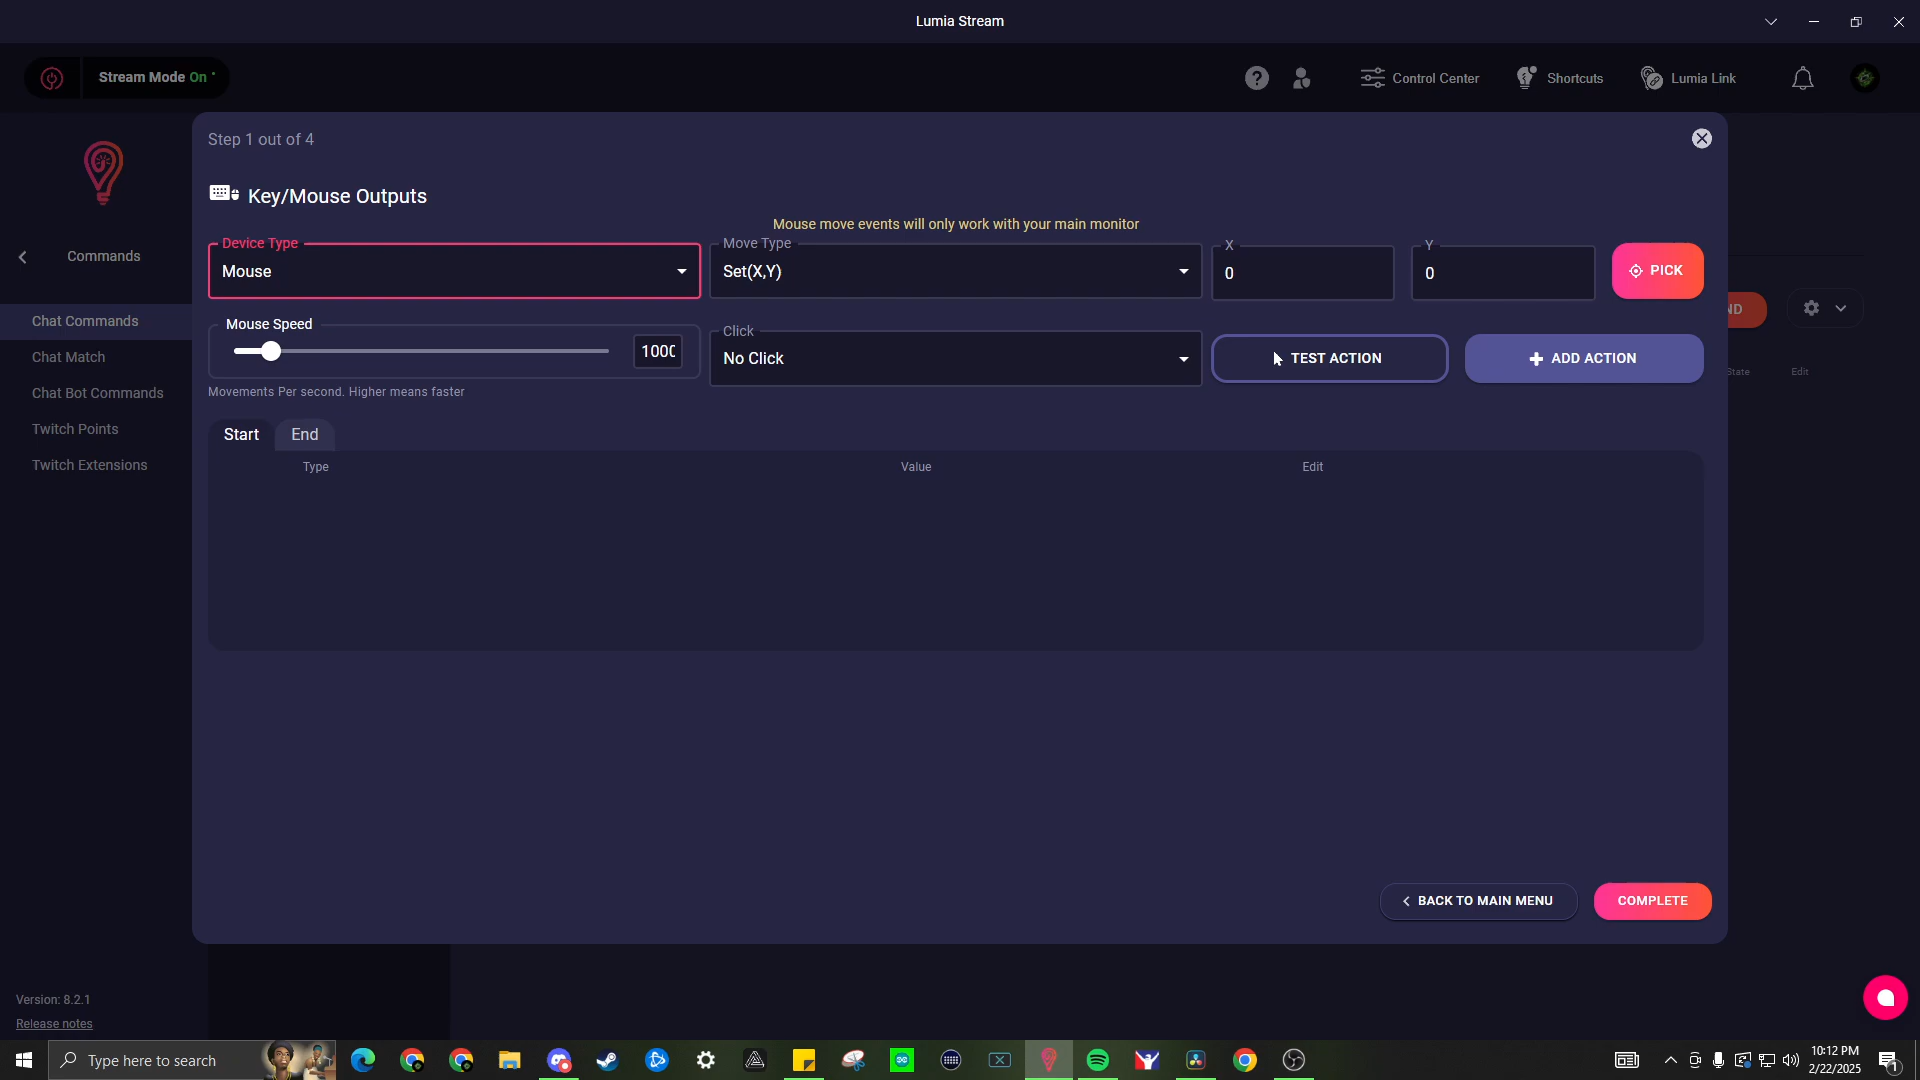 Lumia Stream
Stream Mode On
Control Center
Shortcuts
Lumia Link
Step 1 out of 4
Key/Mouse Outputs
Mouse move events will only work with your main monitor
Device Type
Mouse
Move Type
Set(X,Y)
X
0
Y
0
PICK
Commands
ND
Mouse Speed
1000
Click
No Click
TEST ACTION
ADD ACTION
Chat Commands
Chat Match
State
Edit
Movements Per second. Higher means faster
Chat Bot Commands
Twitch Points
Start
End
Twitch Extensions
Type
Value
Edit
BACK TO MAIN MENU
COMPLETE
Version: 8.2.1
Release notes
Type here to search
10:12 PM
2/22/2025
1